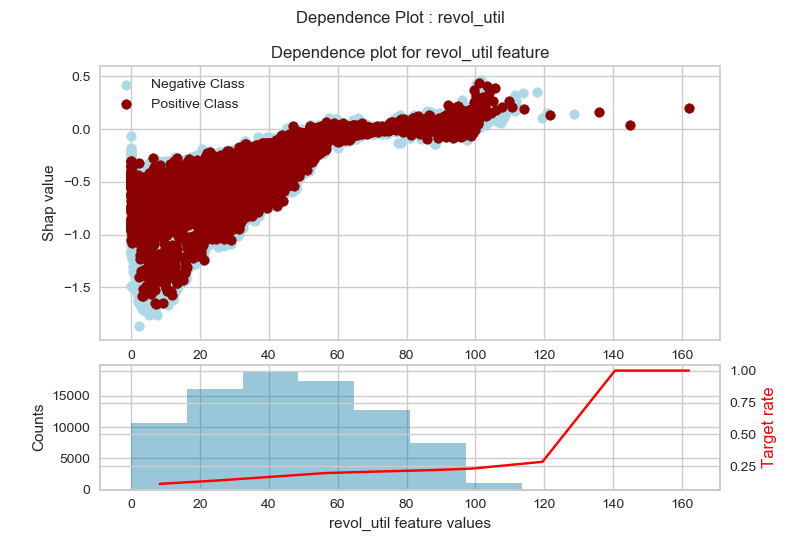 Dependence Plot : revol_util
Dependence plot for revol_util feature
Negative Class
Positive Class
Shap value
0.5
0.0
−0.5
−1.0
−1.5
0 20 40 60 80 100 120 140 160
Counts
15000
10000
5000
0
1.00
0.75
0.50
0.25
Target rate
0 20 40 60 80 100 120 140 160
revol_util feature values